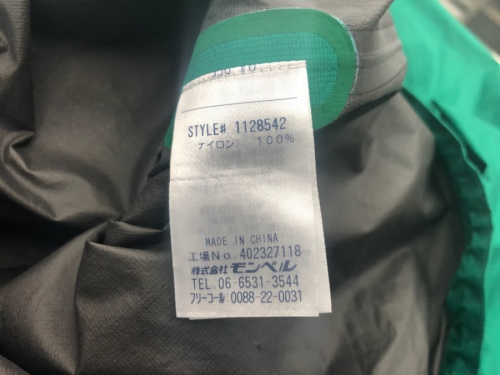 STYLE# 1128542
ナイロン 100%
MADE IN CHINA
工場No.402327118
株式会社 モンベル
TEL.06-6531-3544
フリーコール:0088-22-0031